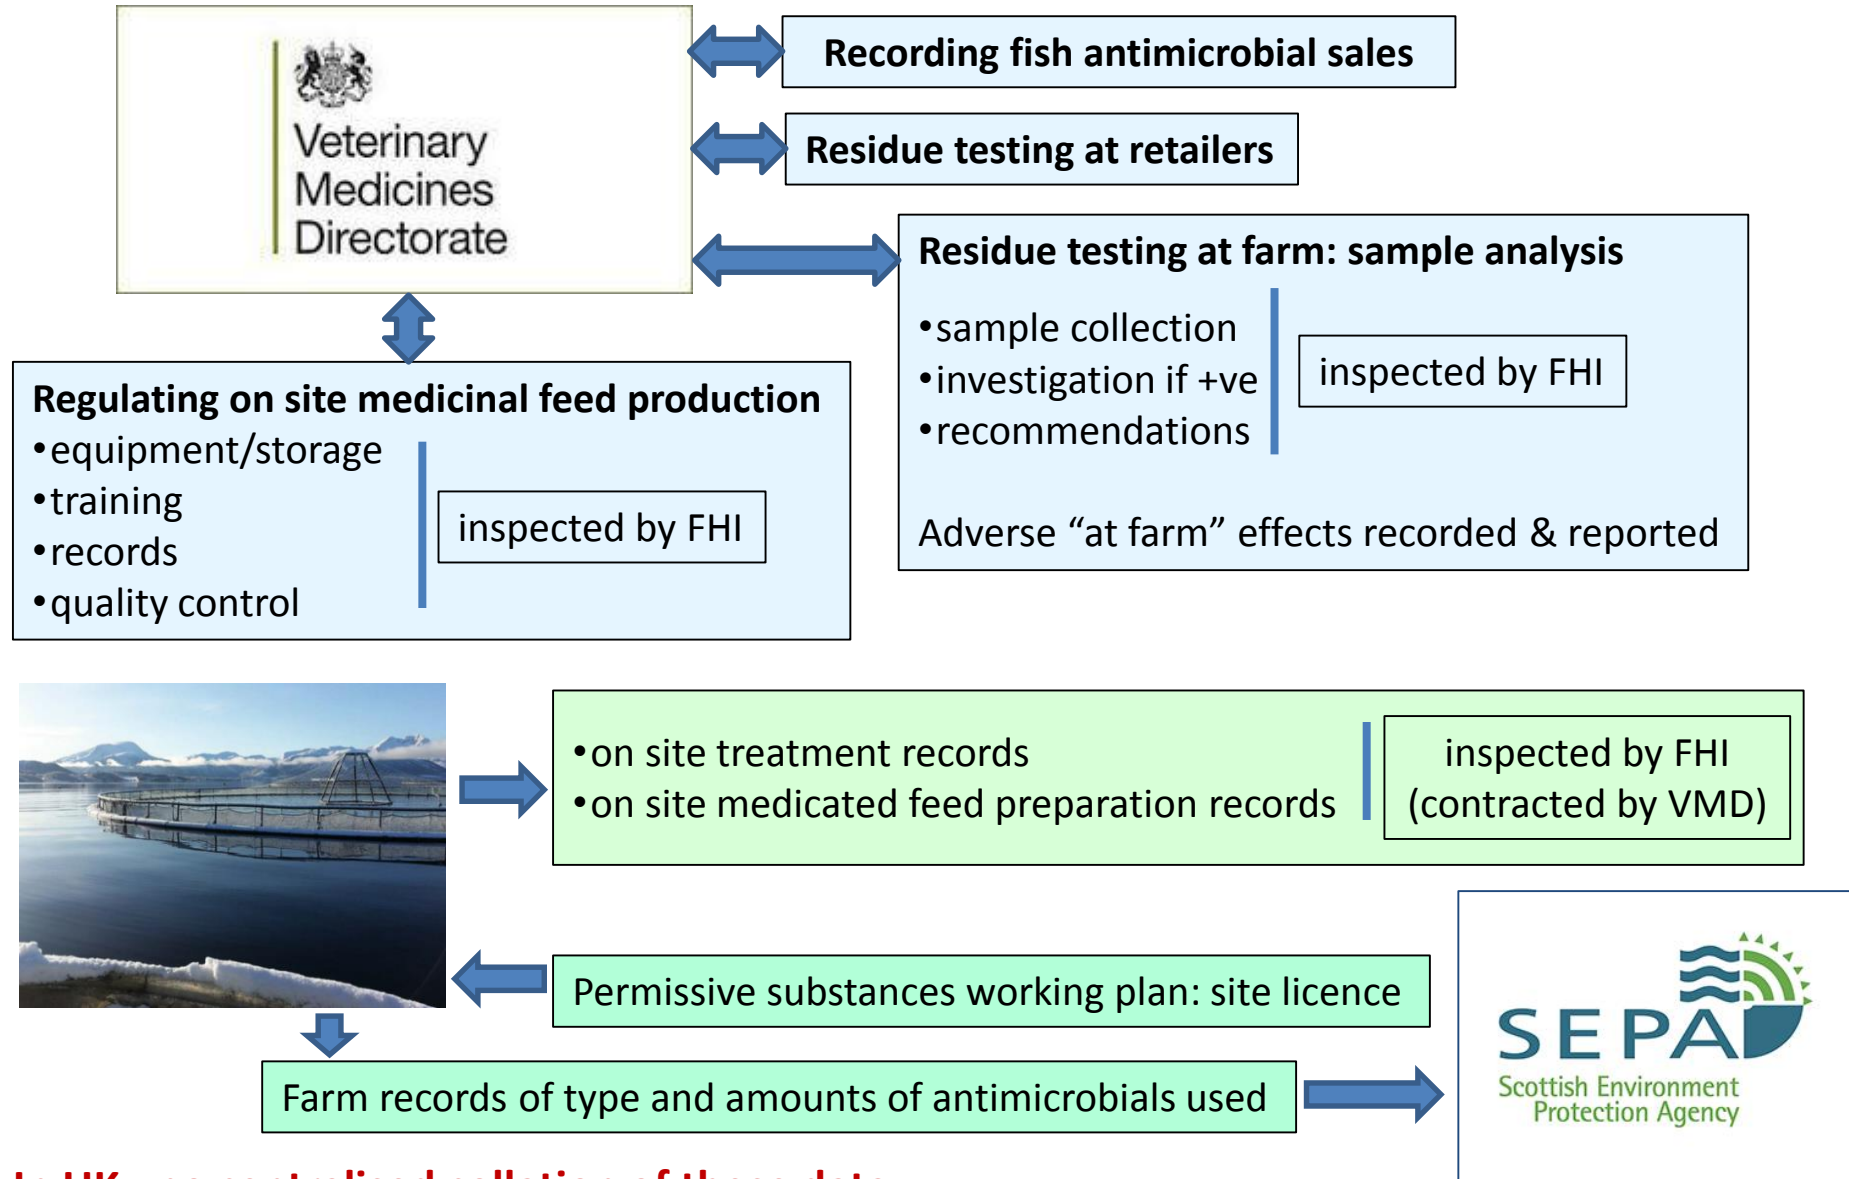 Veterinary
Medicines
Directorate
Recording fish antimicrobial sales
Residue testing at retailers
Residue testing at farm: sample analysis
•sample collection
•investigation if +ve
•recommendations
inspected by FHI
Adverse “at farm” effects recorded & reported
Regulating on site medicinal feed production
•equipment/storage
•training
•records
•quality control
inspected by FHI
•on site treatment records
•on site medicated feed preparation records
inspected by FHI
(contracted by VMD)
Permissive substances working plan: site licence
Farm records of type and amounts of antimicrobials used
SEPA
Scottish Environment
Protection Agency